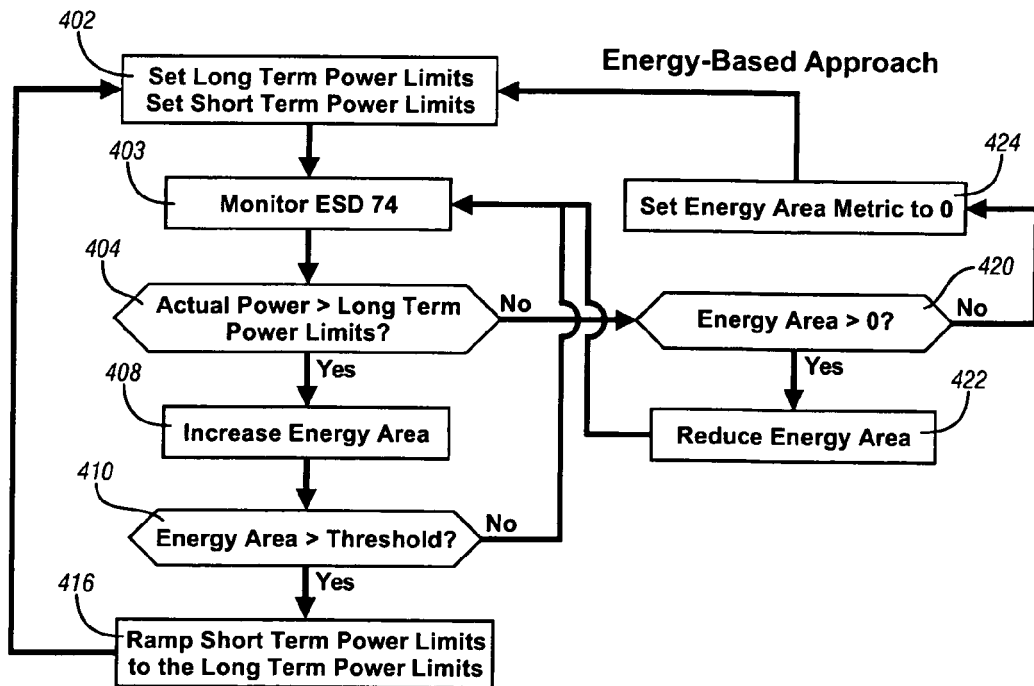 402
Energy-Based Approach
Set Long Term Power Limits
Set Short Term Power Limits
403
424
Monitor ESD 74
Set Energy Area Metric to 0
404
420
Actual Power > Long Term
Power Limits?
No
Energy Area > 0?
No
Yes
Yes
408
422
Increase Energy Area
Reduce Energy Area
410
Energy Area > Threshold?
No
Yes
416
Ramp Short Term Power Limits
to the Long Term Power Limits